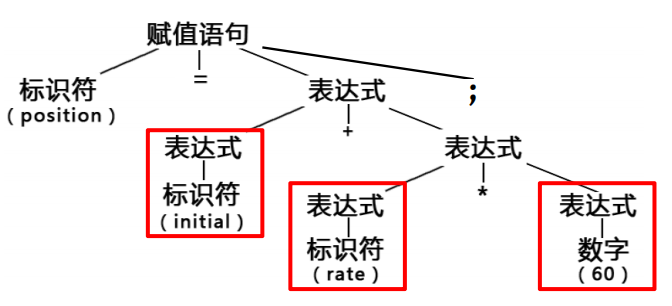 赋值语句
标识符
(position)
=
表达式
;
表达式
+
表达式
标识符
(initial)
表达式
*
表达式
标识符
(rate)
数字
(60)